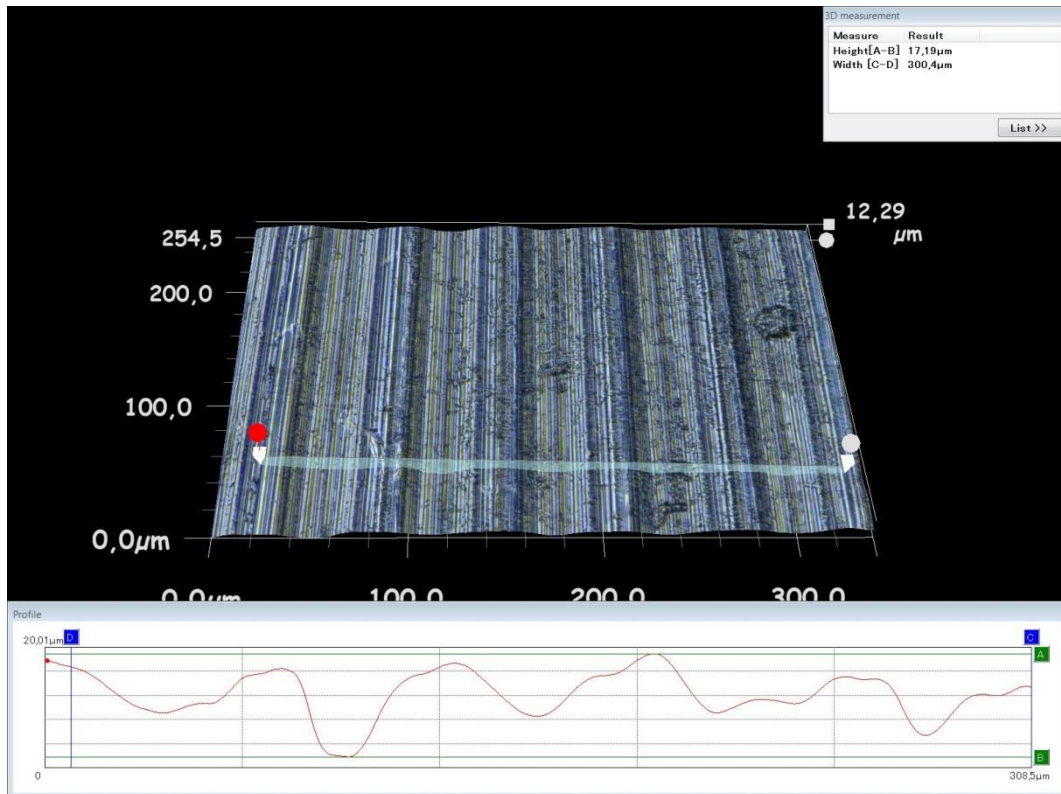 3D measurement
Measure Result
Height[A-B] 17,19µm
Width [C-D] 300,4µm
List >>
12,29
µm
254,5
200,0
100,0
0,0µm
0,0µm 100,0 200,0 300,0
Profile
20,01µm D C
A
B
0 308,5µm